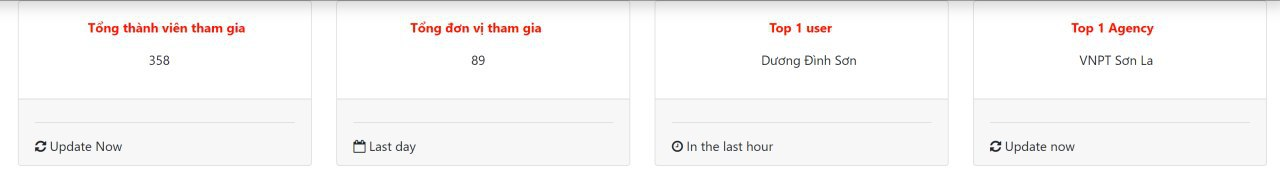 Tổng thành viên tham gia
358
Update Now
Tổng đơn vị tham gia
89
Last day
Top 1 user
Dương Đình Sơn
In the last hour
Top 1 Agency
VNPT Sơn La
Update now